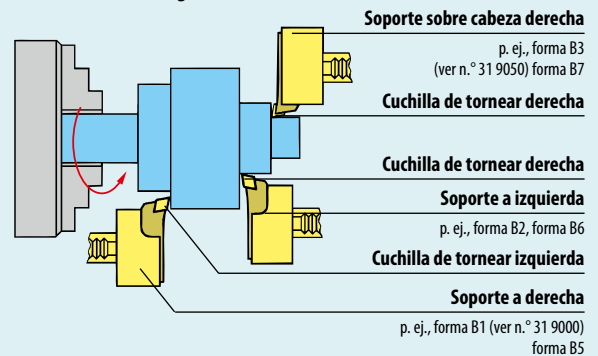 Soporte sobre cabeza derecha
p. ej., forma B3
(ver n.° 31 9050) forma B7
Cuchilla de tornear derecha
Cuchilla de tornear derecha
Soporte a izquierda
p. ej., forma B2, forma B6
Cuchilla de tornear izquierda
Soporte a derecha
p. ej., forma B1 (ver n.° 31 9000)
forma B5